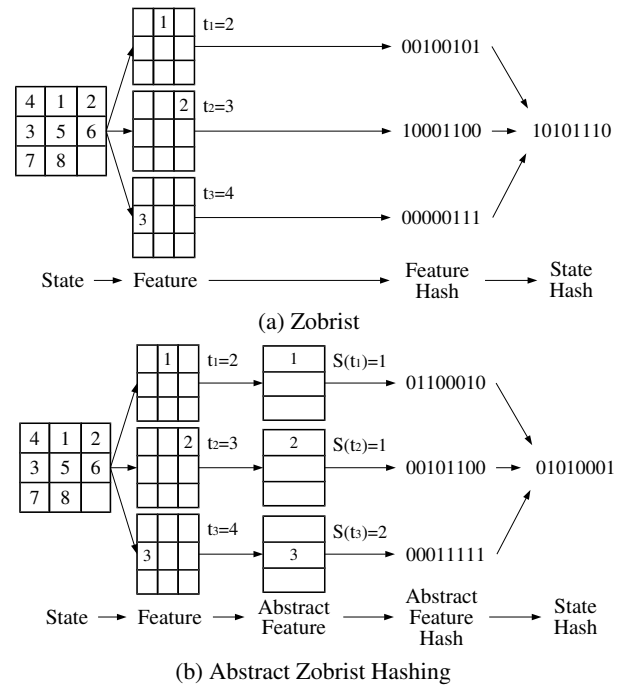 1 t1=2
00100101
4 1 2
3 5 6
7 8
2 t2=3
10001100
10101110
3 t3=4
00000111
State Feature Feature Hash State Hash
(a) Zobrist
1 t1=2 1 S(t1)=1
01100010
4 1 2
3 5 6
7 8
2 t2=3 2 S(t2)=1
00101100
01010001
3 t3=4 3 S(t3)=2
00011111
State Feature Abstract Feature Abstract Feature Hash State Hash
(b) Abstract Zobrist Hashing